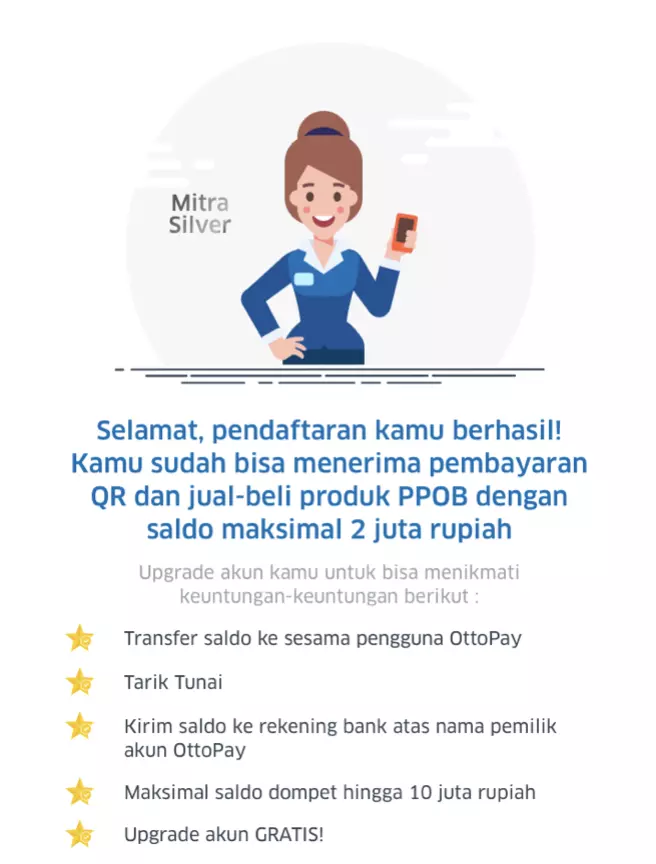 Mitra
Silver
Selamat, pendaftaran kamu berhasil!
Kamu sudah bisa menerima pembayaran
QR dan jual-beli produk PPOB dengan
saldo maksimal 2 juta rupiah
Upgrade akun kamu untuk bisa menikmati
keuntungan-keuntungan berikut :
Transfer saldo ke sesama pengguna OttoPay
Tarik Tunai
Kirim saldo ke rekening bank atas nama pemilik
akun OttoPay
Maksimal saldo dompet hingga 10 juta rupiah
Upgrade akun GRATIS!